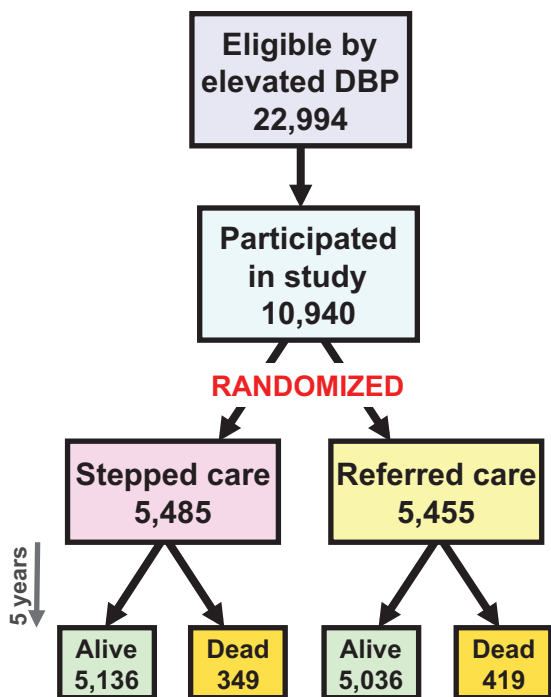 Eligible by
elevated DBP
22,994
Participated
in study
10,940
RANDOMIZED
Stepped care
5,485
Referred care
5,455
5 years
Alive
5,136
Dead
349
Alive
5,036
Dead
419